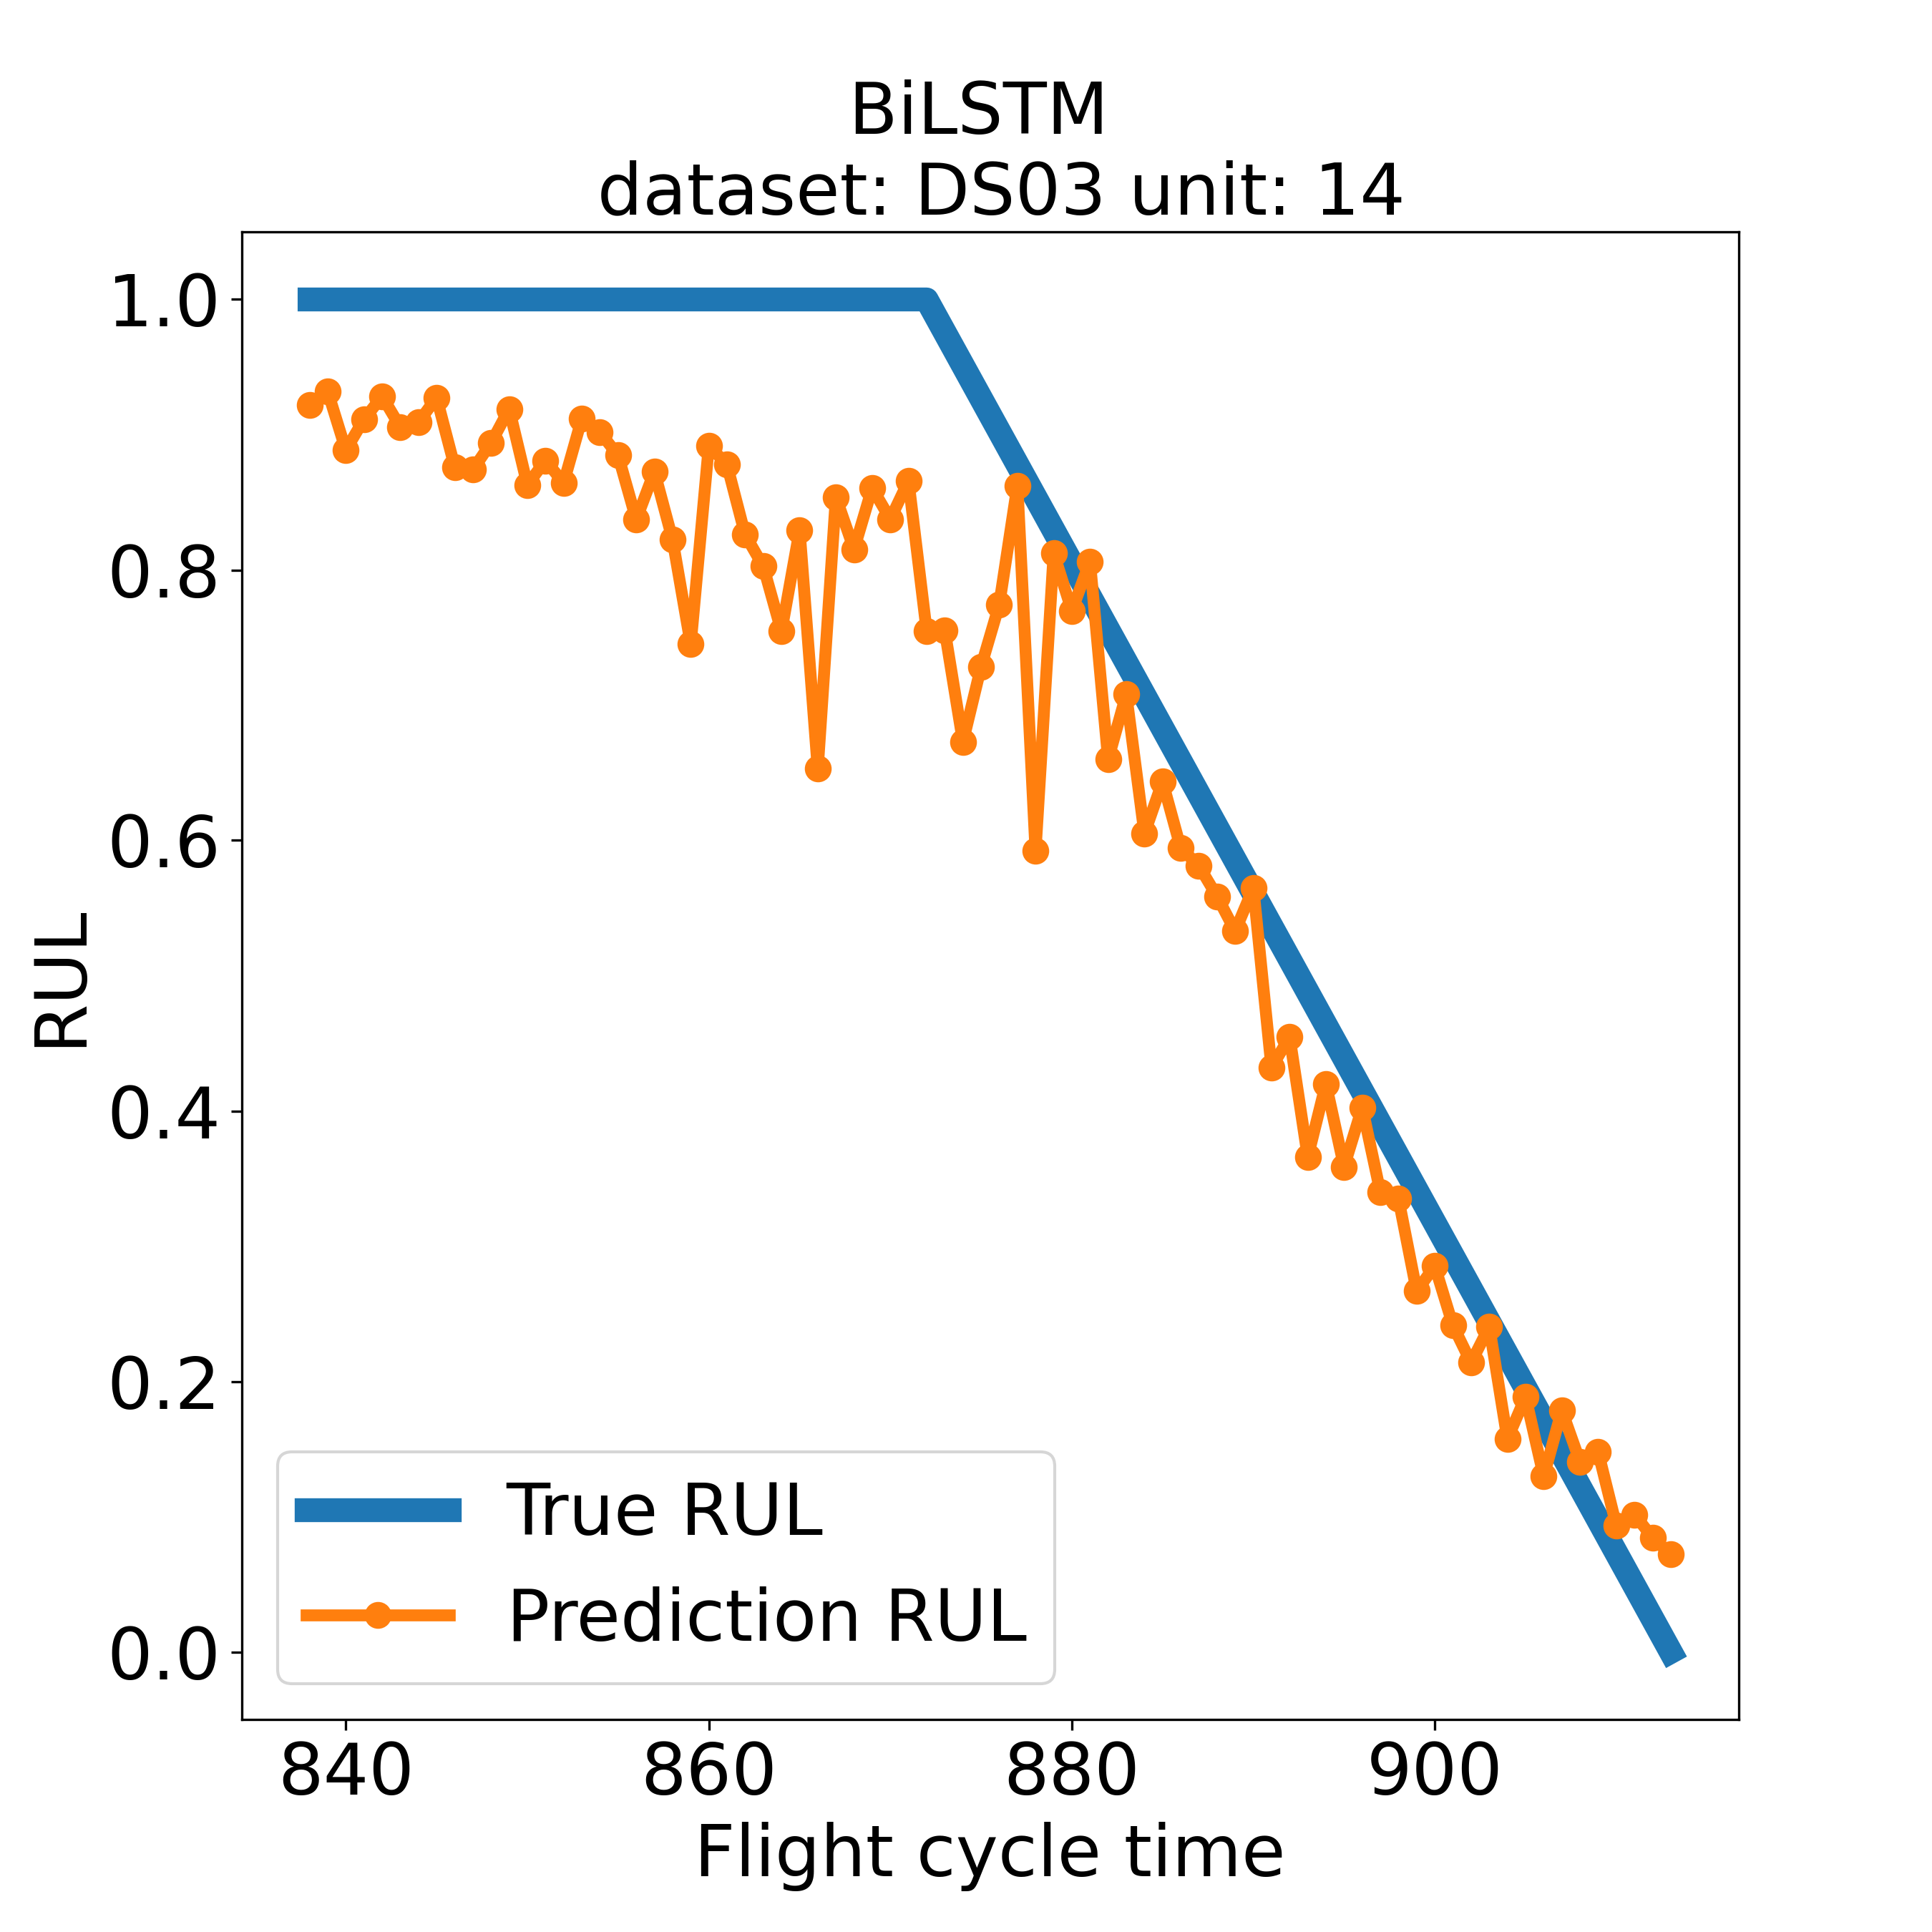 BiLSTM
dataset: DS03 unit: 14
1.0
0.8
0.6
0.4
0.2
0.0
RUL
True RUL
Prediction RUL
840 860 880 900
Flight cycle time